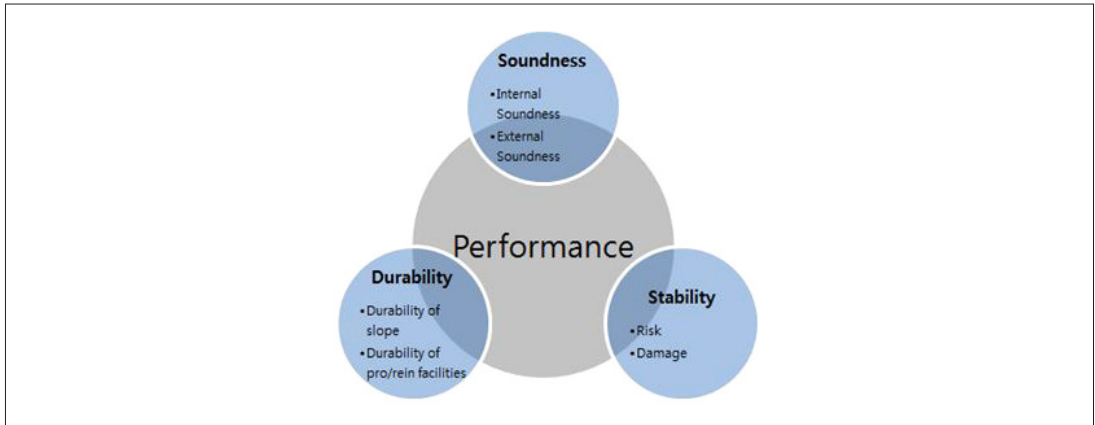 Soundness
•Internal
Soundness
•External
Soundness
Performance
Durability
•Durability of
slope
•Durability of
pro/rein facilities
Stability
•Risk
•Damage